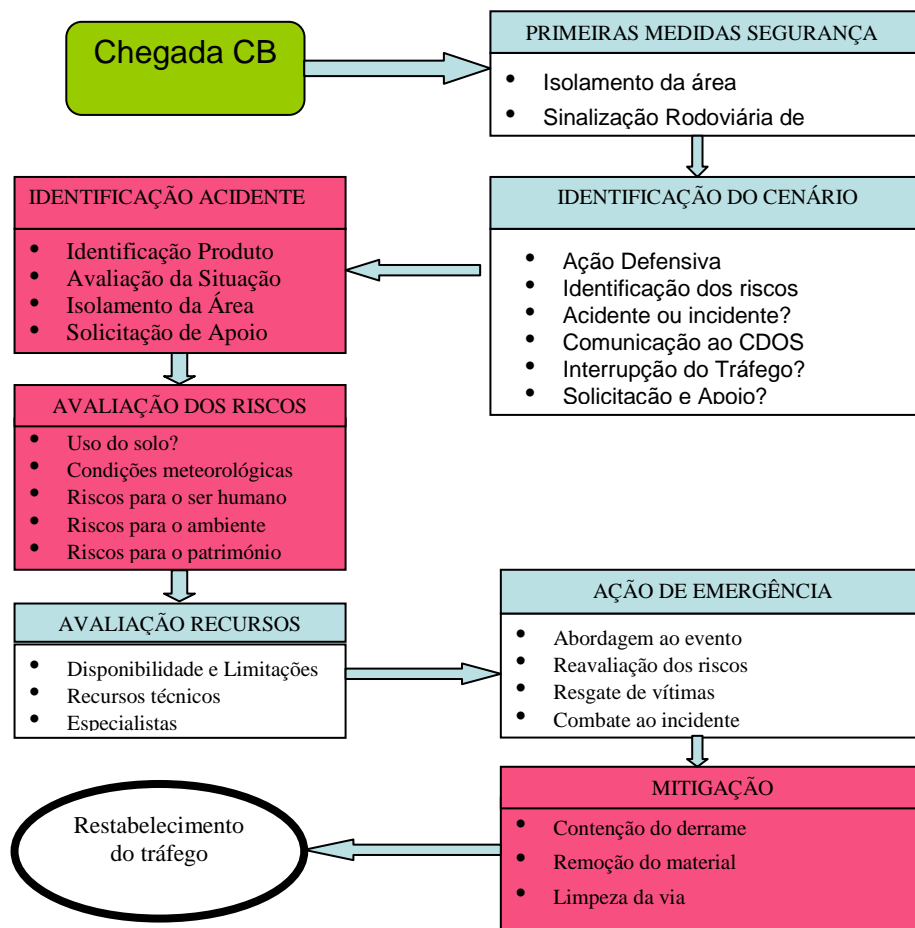 Chegada CB
PRIMEIRAS MEDIDAS SEGURANÇA
• Isolamento da área
• Sinalização Rodoviária de
IDENTIFICAÇÃO DO CENÁRIO
• Ação Defensiva
• Identificação dos riscos
• Acidente ou incidente?
• Comunicação ao CDOS
• Interrupção do Tráfego?
• Solicitação e Apoio?
IDENTIFICAÇÃO ACIDENTE
• Identificação Produto
• Avaliação da Situação
• Isolamento da Área
• Solicitação de Apoio
AVALIAÇÃO DOS RISCOS
• Uso do solo?
• Condições meteorológicas
• Riscos para o ser humano
• Riscos para o ambiente
• Riscos para o património
AVALIAÇÃO RECURSOS
• Disponibilidade e Limitações
• Recursos técnicos
• Especialistas
AÇÃO DE EMERGÊNCIA
• Abordagem ao evento
• Reavaliação dos riscos
• Resgate de vítimas
• Combate ao incidente
MITIGAÇÃO
• Contenção do derrame
• Remoção do material
• Limpeza da via
Restabelecimento
do tráfego